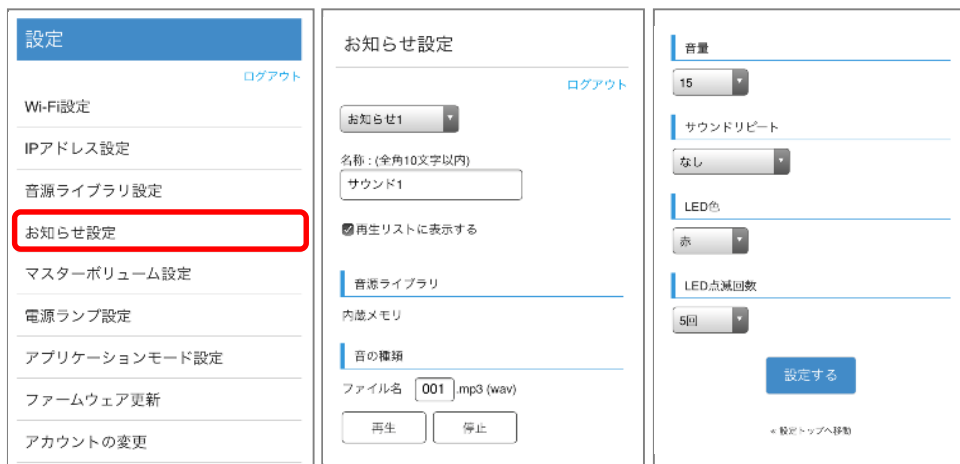 設定
ログアウト
Wi-Fi設定
IPアドレス設定
音源ライブラリ設定
お知らせ設定
マスターボリューム設定
電源ランプ設定
アプリケーションモード設定
ファームウェア更新
アカウントの変更
お知らせ設定
ログアウト
お知らせ1
名称 : (全角10文字以内)
サウンド1
再生リストに表示する
音源ライブラリ
内蔵メモリ
音の種類
ファイル名 001 .mp3 (wav)
再生 停止
音量
15
サウンドリピート
なし
LED色
赤
LED点滅回数
5回
設定する
« 設定トップへ移動